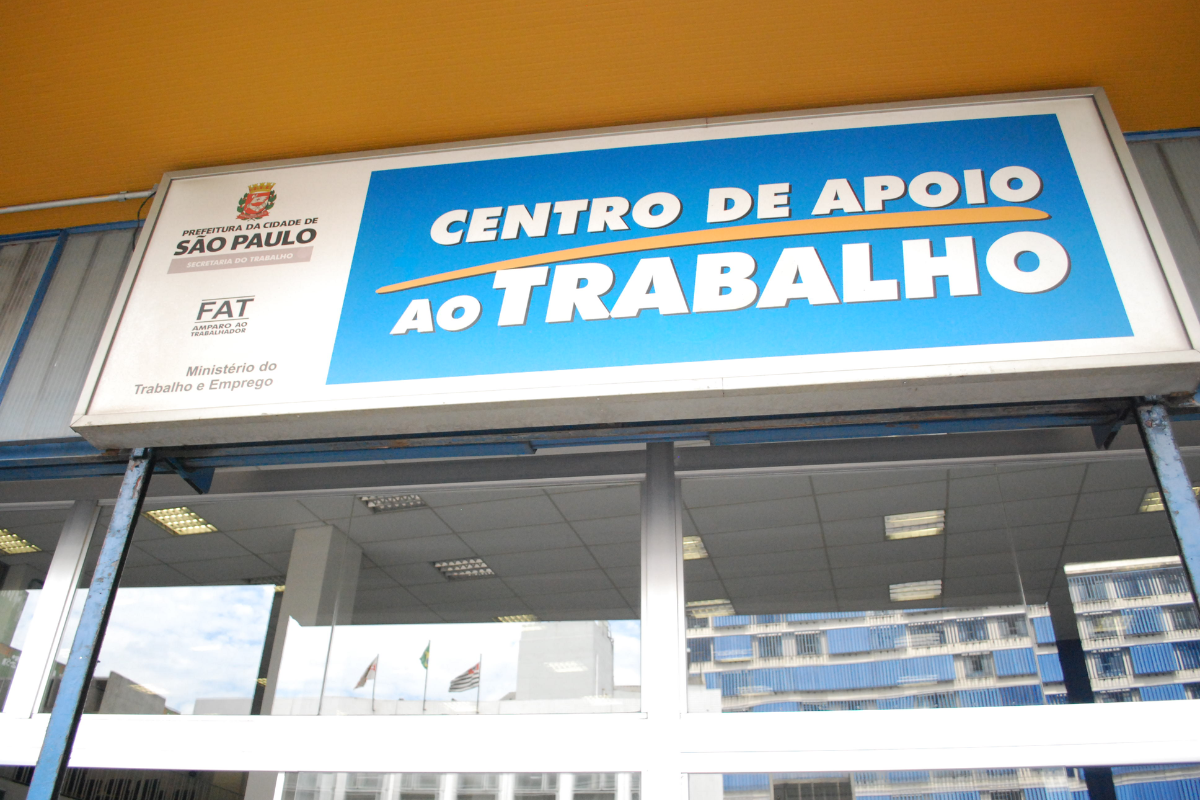 PREFEITURA DA CIDADE DE
SÃO PAULO
SECRETARIA DO TRABALHO
FAT
AMPARO AO
TRABALHADOR
Ministério do
Trabalho e Emprego
CENTRO DE APOIO
AO TRABALHO